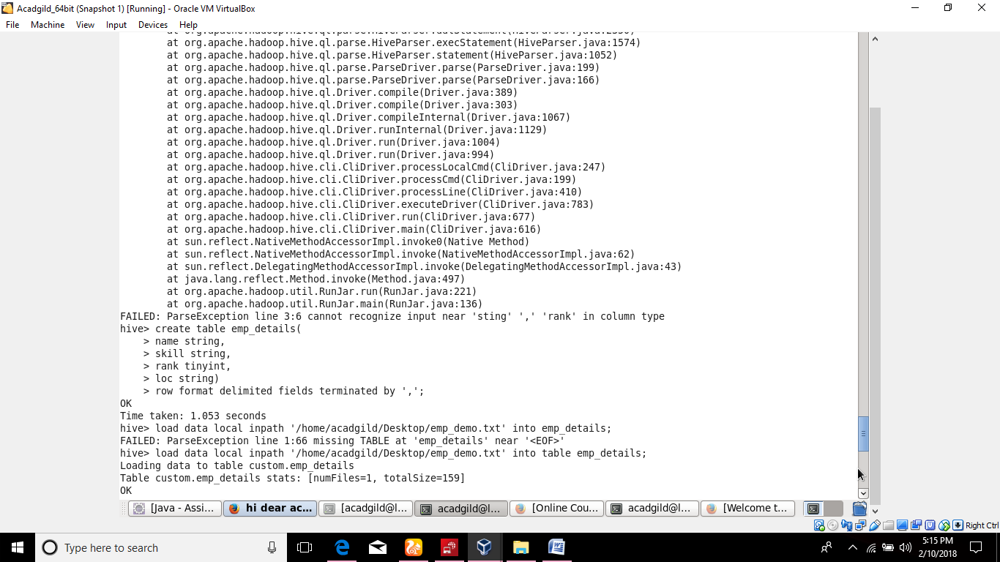 Acadgild_64bit (Snapshot 1) [Running] - Oracle VM VirtualBox
File Machine View Input Devices Help
at org.apache.hadoop.hive.ql.parse.HiveParser.execStatement(HiveParser.java:1574)
at org.apache.hadoop.hive.ql.parse.HiveParser.statement(HiveParser.java:1052)
at org.apache.hadoop.hive.ql.parse.ParseDriver.parse(ParseDriver.java:199)
at org.apache.hadoop.hive.ql.parse.ParseDriver.parse(ParseDriver.java:166)
at org.apache.hadoop.hive.ql.Driver.compile(Driver.java:389)
at org.apache.hadoop.hive.ql.Driver.compile(Driver.java:303)
at org.apache.hadoop.hive.ql.Driver.compileInternal(Driver.java:1067)
at org.apache.hadoop.hive.ql.Driver.runInternal(Driver.java:1129)
at org.apache.hadoop.hive.ql.Driver.run(Driver.java:1004)
at org.apache.hadoop.hive.ql.Driver.run(Driver.java:994)
at org.apache.hadoop.hive.cli.CliDriver.processLocalCmd(CliDriver.java:247)
at org.apache.hadoop.hive.cli.CliDriver.processCmd(CliDriver.java:199)
at org.apache.hadoop.hive.cli.CliDriver.processLine(CliDriver.java:410)
at org.apache.hadoop.hive.cli.CliDriver.executeDriver(CliDriver.java:783)
at org.apache.hadoop.hive.cli.CliDriver.run(CliDriver.java:677)
at org.apache.hadoop.hive.cli.CliDriver.main(CliDriver.java:616)
at sun.reflect.NativeMethodAccessorImpl.invoke0(Native Method)
at sun.reflect.NativeMethodAccessorImpl.invoke(NativeMethodAccessorImpl.java:62)
at sun.reflect.DelegatingMethodAccessorImpl.invoke(DelegatingMethodAccessorImpl.java:43)
at java.lang.reflect.Method.invoke(Method.java:497)
at org.apache.hadoop.util.RunJar.run(RunJar.java:221)
at org.apache.hadoop.util.RunJar.main(RunJar.java:136)
FAILED: ParseException line 3:6 cannot recognize input near 'sting' ',' 'rank' in column type
hive> create table emp_details(
> name string,
> skill string,
> rank tinyint,
> loc string)
> row format delimited fields terminated by ',';
OK
Time taken: 1.053 seconds
hive> load data local inpath '/home/acadgild/Desktop/emp_demo.txt' into emp_details;
FAILED: ParseException line 1:66 missing TABLE at 'emp_details' near '<EOF>'
hive> load data local inpath '/home/acadgild/Desktop/emp_demo.txt' into table emp_details;
Loading data to table custom.emp_details
Table custom.emp_details stats: [numFiles=1, totalSize=159]
OK
[Java - Assi... hi dear ac... [acadgild@l... acadgild@l... [Online Cou... acadgild@l... [Welcome t...
Right Ctrl
Type here to search
5:15 PM
2/10/2018